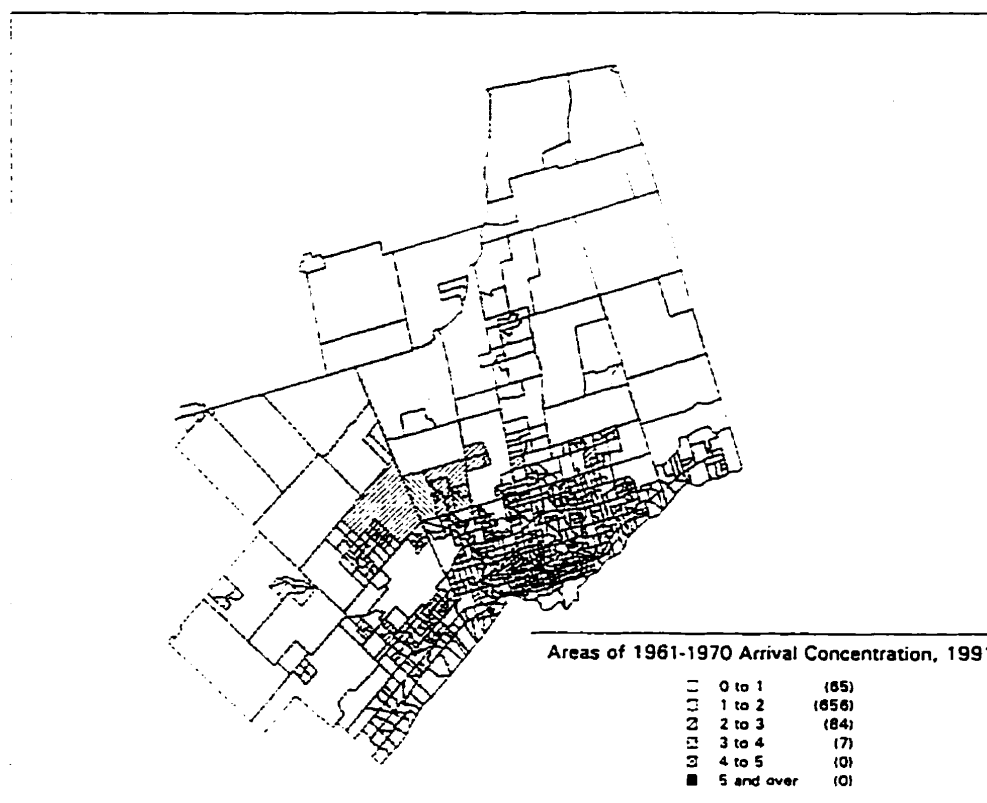 Areas of 1961-1970 Arrival Concentration, 199
0 to 1 (65)
1 to 2 (656)
2 to 3 (84)
3 to 4 (7)
4 to 5 (0)
5 and over (0)